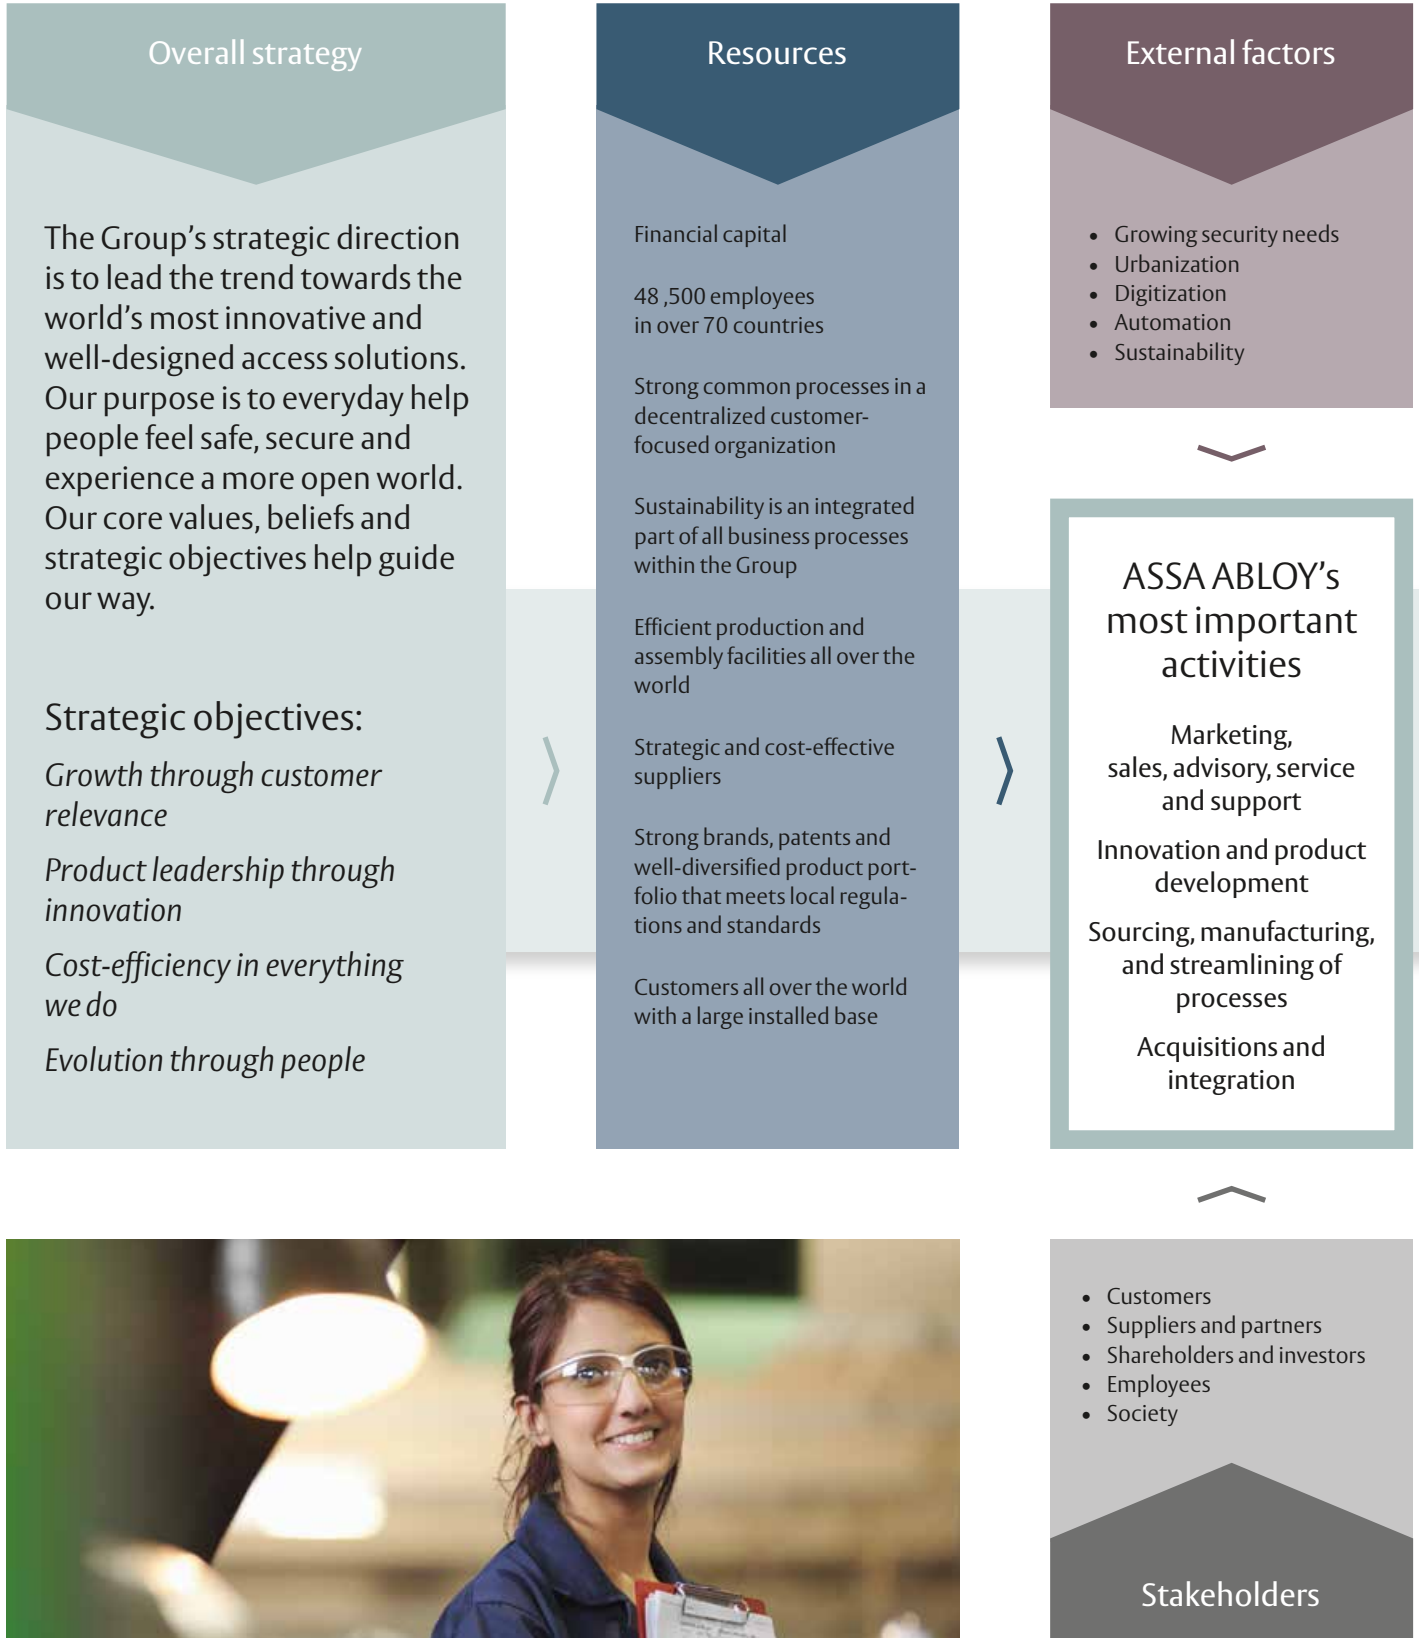 Overall strategy
The Group's strategic direction
is to lead the trend towards the
world's most innovative and
well-designed access solutions.
Our purpose is to everyday help
people feel safe, secure and
experience a more open world.
Our core values, beliefs and
strategic objectives help guide
our way.
Strategic objectives:
Growth through customer
relevance
Product leadership through
innovation
Cost-efficiency in everything
we do
Evolution through people
Resources
Financial capital
48 ,500 employees
in over 70 countries
Strong common processes in a
decentralized customer-
focused organization
Sustainability is an integrated
part of all business processes
within the Group
Efficient production and
assembly facilities all over the
world
Strategic and cost-effective
suppliers
Strong brands, patents and
well-diversified product port-
folio that meets local regula-
tions and standards
Customers all over the world
with a large installed base
External factors
• Growing security needs
• Urbanization
• Digitization
• Automation
• Sustainability
ASSA ABLOY's
most important
activities
Marketing,
sales, advisory, service
and support
Innovation and product
development
Sourcing, manufacturing,
and streamlining of
processes
Acquisitions and
integration
• Customers
• Suppliers and partners
• Shareholders and investors
• Employees
• Society
Stakeholders